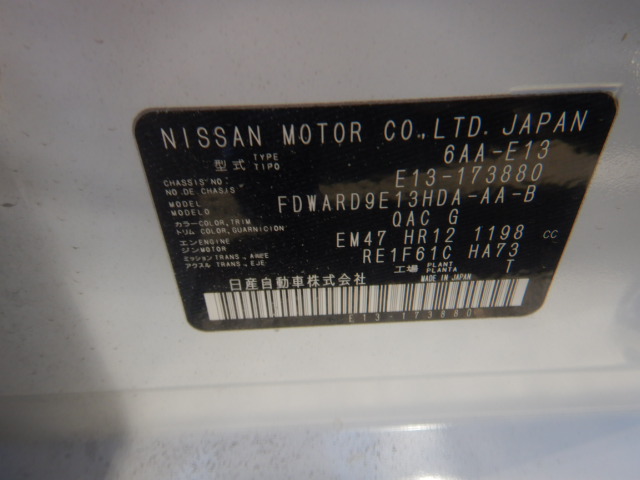 NISSAN MOTOR CO.,LTD. JAPAN
型式 TYPE TIPO 6AA-E13
CHASSIS NO. NO. DE CHASIS E13-173880
MODEL MODELO FDWARD9E13HDA-AA-B
カラー COLOR, TRIM トリム COLOR, GUARNICION QAC G
エンジン ENGINE MOTOR EM47 HR12 1198 CC
ミッション TRANS., AXLE アクスル TRANS., EJE RE1F61C HA73
工場 PLANT PLANTA T
日産自動車株式会社 MADE IN JAPAN
E13-173880